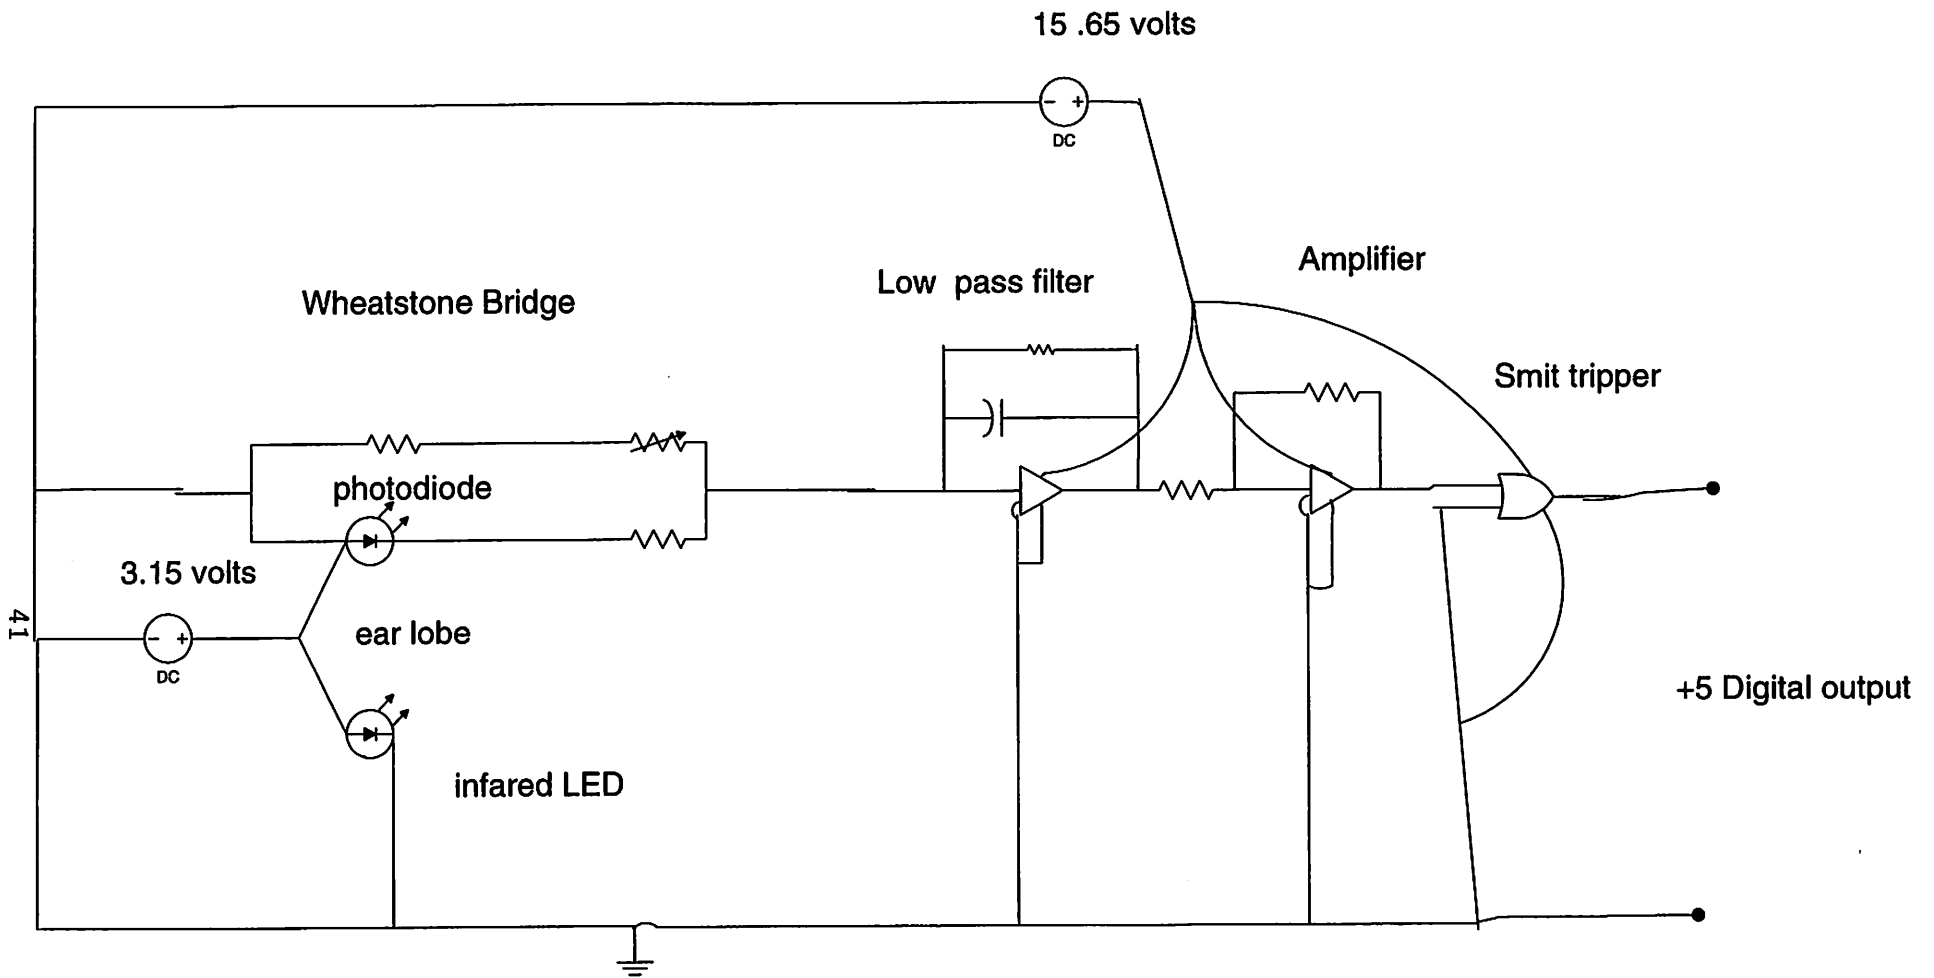 15 .65 volts
- +
DC
Amplifier
Low pass filter
Wheatstone Bridge
Smit tripper
photodiode
3.15 volts
41
ear lobe
- +
DC
+5 Digital output
infared LED